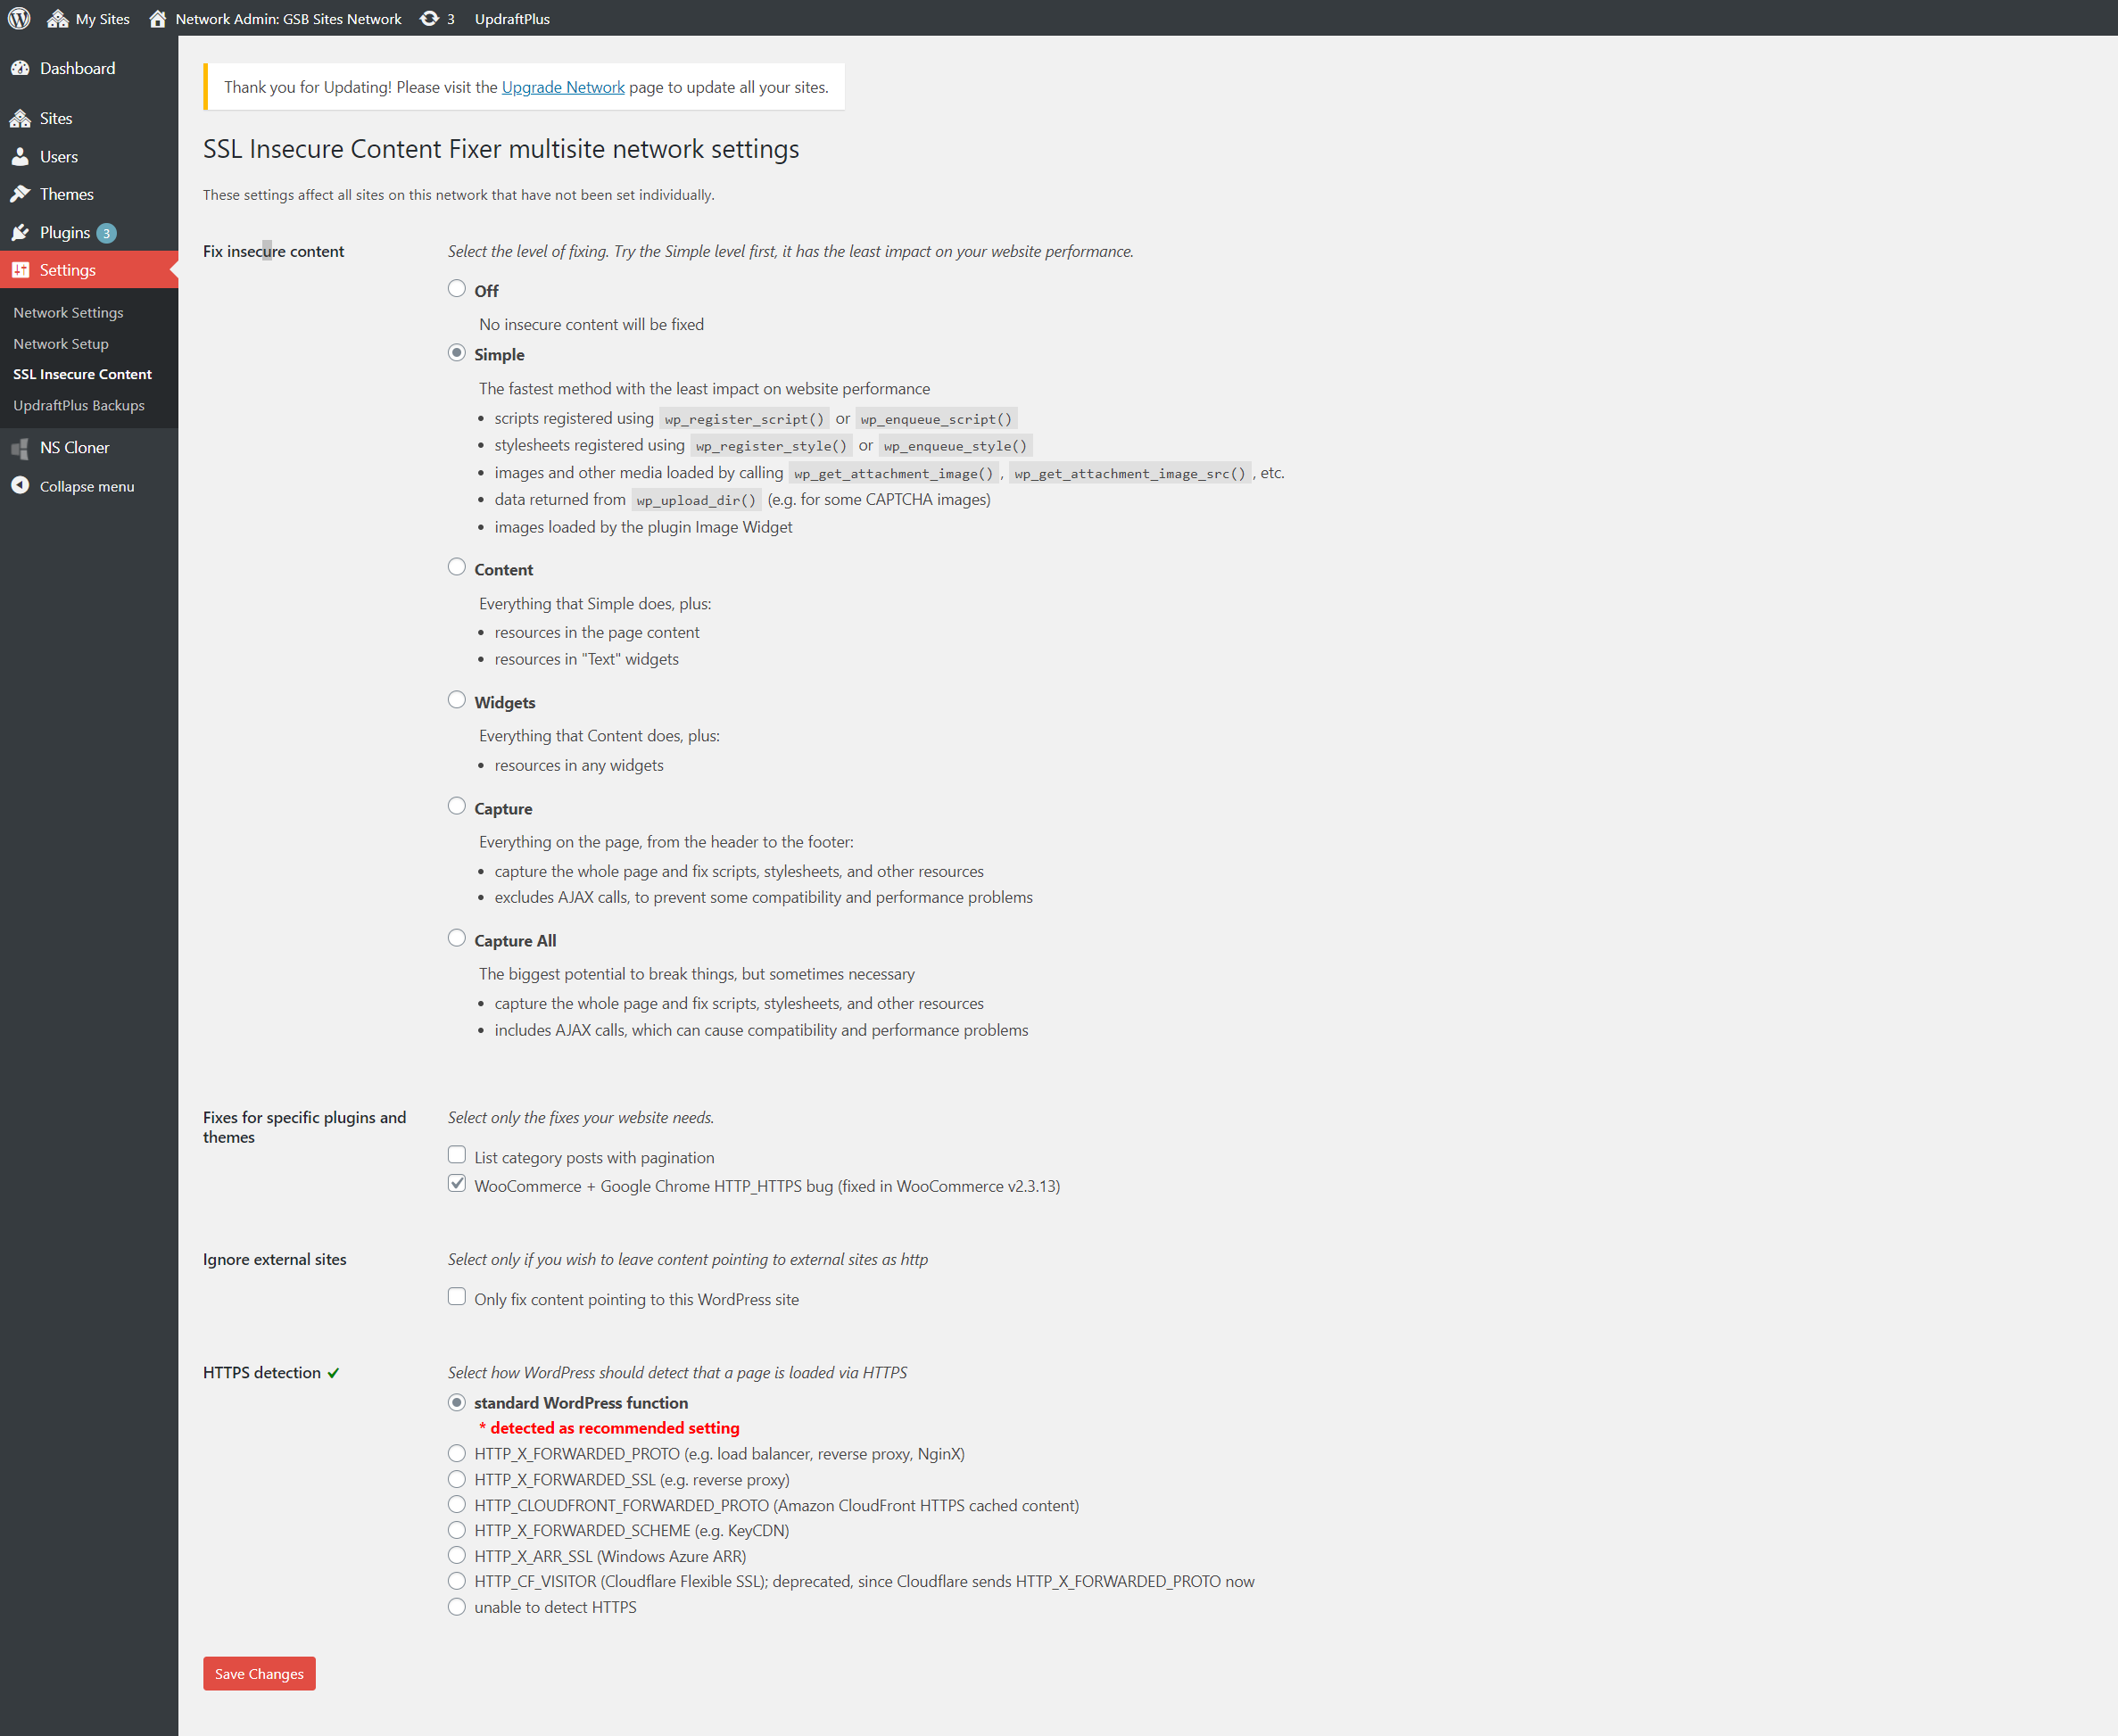 My Sites
Network Admin: GSB Sites Network
3
UpdraftPlus
Dashboard
Sites
Users
Themes
Plugins 3
Settings
Network Settings
Network Setup
SSL Insecure Content
UpdraftPlus Backups
NS Cloner
Collapse menu
Thank you for Updating! Please visit the Upgrade Network page to update all your sites.
SSL Insecure Content Fixer multisite network settings
These settings affect all sites on this network that have not been set individually.
Fix insecure content
Select the level of fixing. Try the Simple level first, it has the least impact on your website performance.
Off
No insecure content will be fixed
Simple
The fastest method with the least impact on website performance
• scripts registered using wp_register_script() or wp_enqueue_script()
• stylesheets registered using wp_register_style() or wp_enqueue_style()
• images and other media loaded by calling wp_get_attachment_image() , wp_get_attachment_image_src() , etc.
• data returned from wp_upload_dir() (e.g. for some CAPTCHA images)
• images loaded by the plugin Image Widget
Content
Everything that Simple does, plus:
• resources in the page content
• resources in "Text" widgets
Widgets
Everything that Content does, plus:
• resources in any widgets
Capture
Everything on the page, from the header to the footer:
• capture the whole page and fix scripts, stylesheets, and other resources
• excludes AJAX calls, to prevent some compatibility and performance problems
Capture All
The biggest potential to break things, but sometimes necessary
• capture the whole page and fix scripts, stylesheets, and other resources
• includes AJAX calls, which can cause compatibility and performance problems
Fixes for specific plugins and
themes
Select only the fixes your website needs.
List category posts with pagination
WooCommerce + Google Chrome HTTP_HTTPS bug (fixed in WooCommerce v2.3.13)
Ignore external sites
Select only if you wish to leave content pointing to external sites as http
Only fix content pointing to this WordPress site
HTTPS detection ✓
Select how WordPress should detect that a page is loaded via HTTPS
standard WordPress function
* detected as recommended setting
HTTP_X_FORWARDED_PROTO (e.g. load balancer, reverse proxy, NginX)
HTTP_X_FORWARDED_SSL (e.g. reverse proxy)
HTTP_CLOUDFRONT_FORWARDED_PROTO (Amazon CloudFront HTTPS cached content)
HTTP_X_FORWARDED_SCHEME (e.g. KeyCDN)
HTTP_X_ARR_SSL (Windows Azure ARR)
HTTP_CF_VISITOR (Cloudflare Flexible SSL); deprecated, since Cloudflare sends HTTP_X_FORWARDED_PROTO now
unable to detect HTTPS
Save Changes